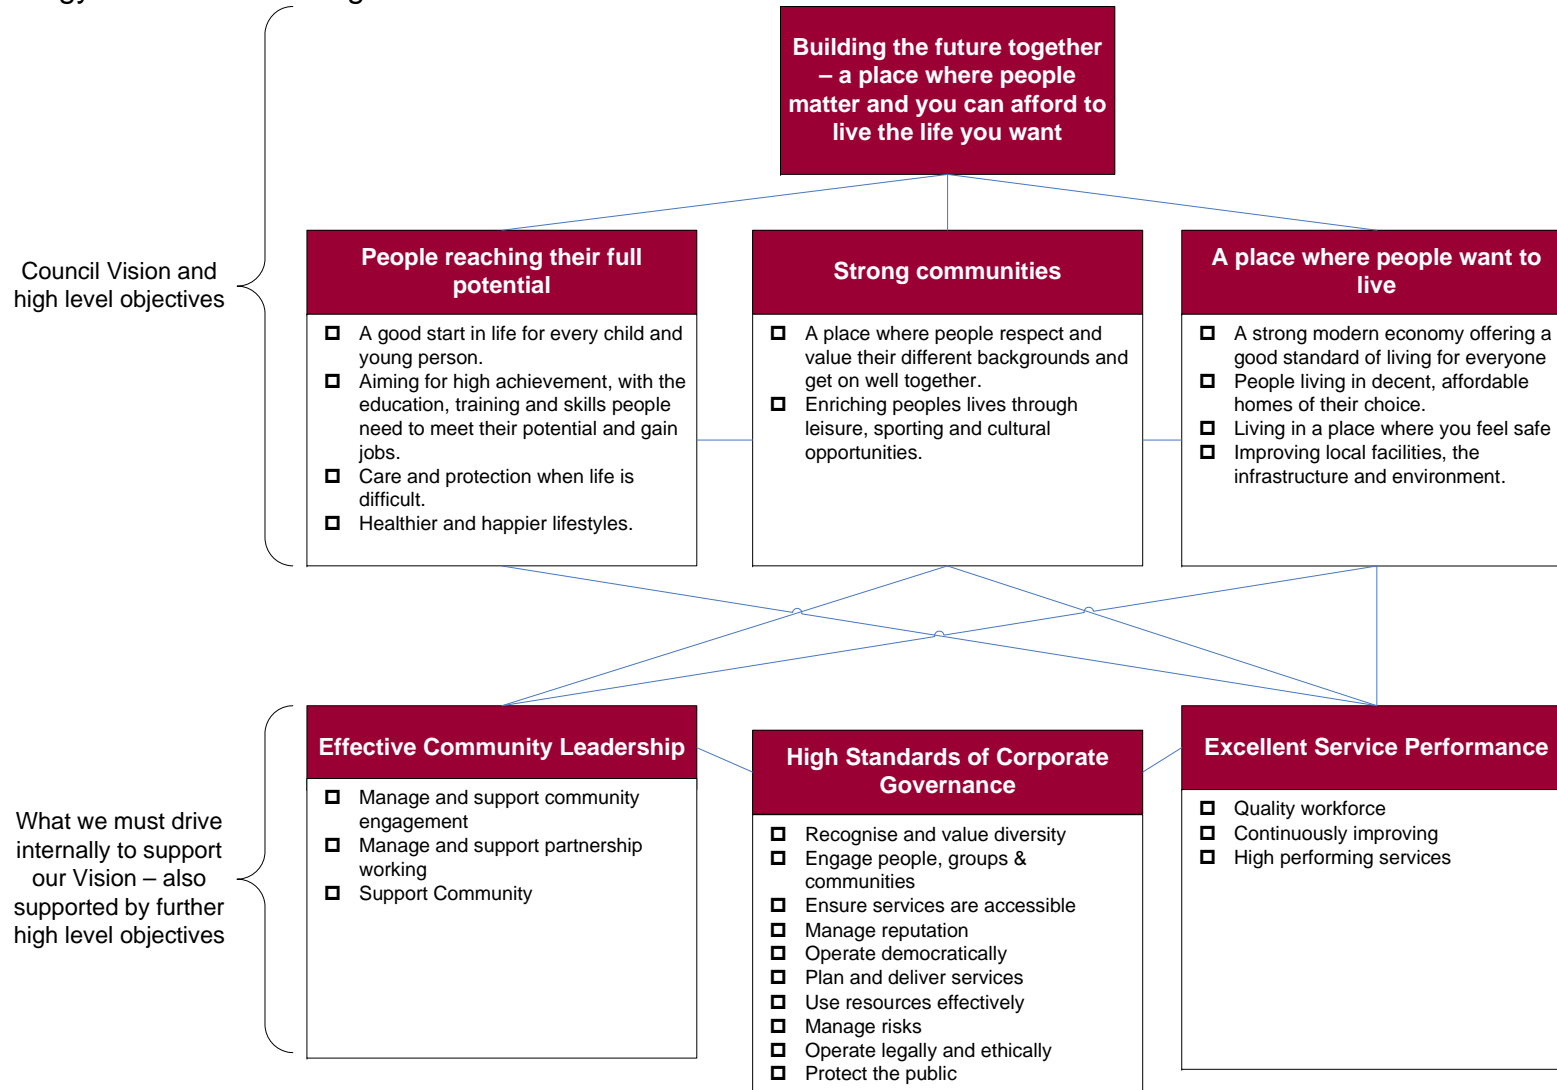 Building the future together
– a place where people
matter and you can afford to
live the life you want
Council Vision and
high level objectives
People reaching their full
potential
A good start in life for every child and
young person.
Aiming for high achievement, with the
education, training and skills people
need to meet their potential and gain
jobs.
Care and protection when life is
difficult.
Healthier and happier lifestyles.
Strong communities
A place where people respect and
value their different backgrounds and
get on well together.
Enriching peoples lives through
leisure, sporting and cultural
opportunities.
A place where people want to
live
A strong modern economy offering a
good standard of living for everyone
People living in decent, affordable
homes of their choice.
Living in a place where you feel safe
Improving local facilities, the
infrastructure and environment.
What we must drive
internally to support
our Vision – also
supported by further
high level objectives
Effective Community Leadership
Manage and support community
engagement
Manage and support partnership
working
Support Community
High Standards of Corporate
Governance
Recognise and value diversity
Engage people, groups &
communities
Ensure services are accessible
Manage reputation
Operate democratically
Plan and deliver services
Use resources effectively
Manage risks
Operate legally and ethically
Protect the public
Excellent Service Performance
Quality workforce
Continuously improving
High performing services